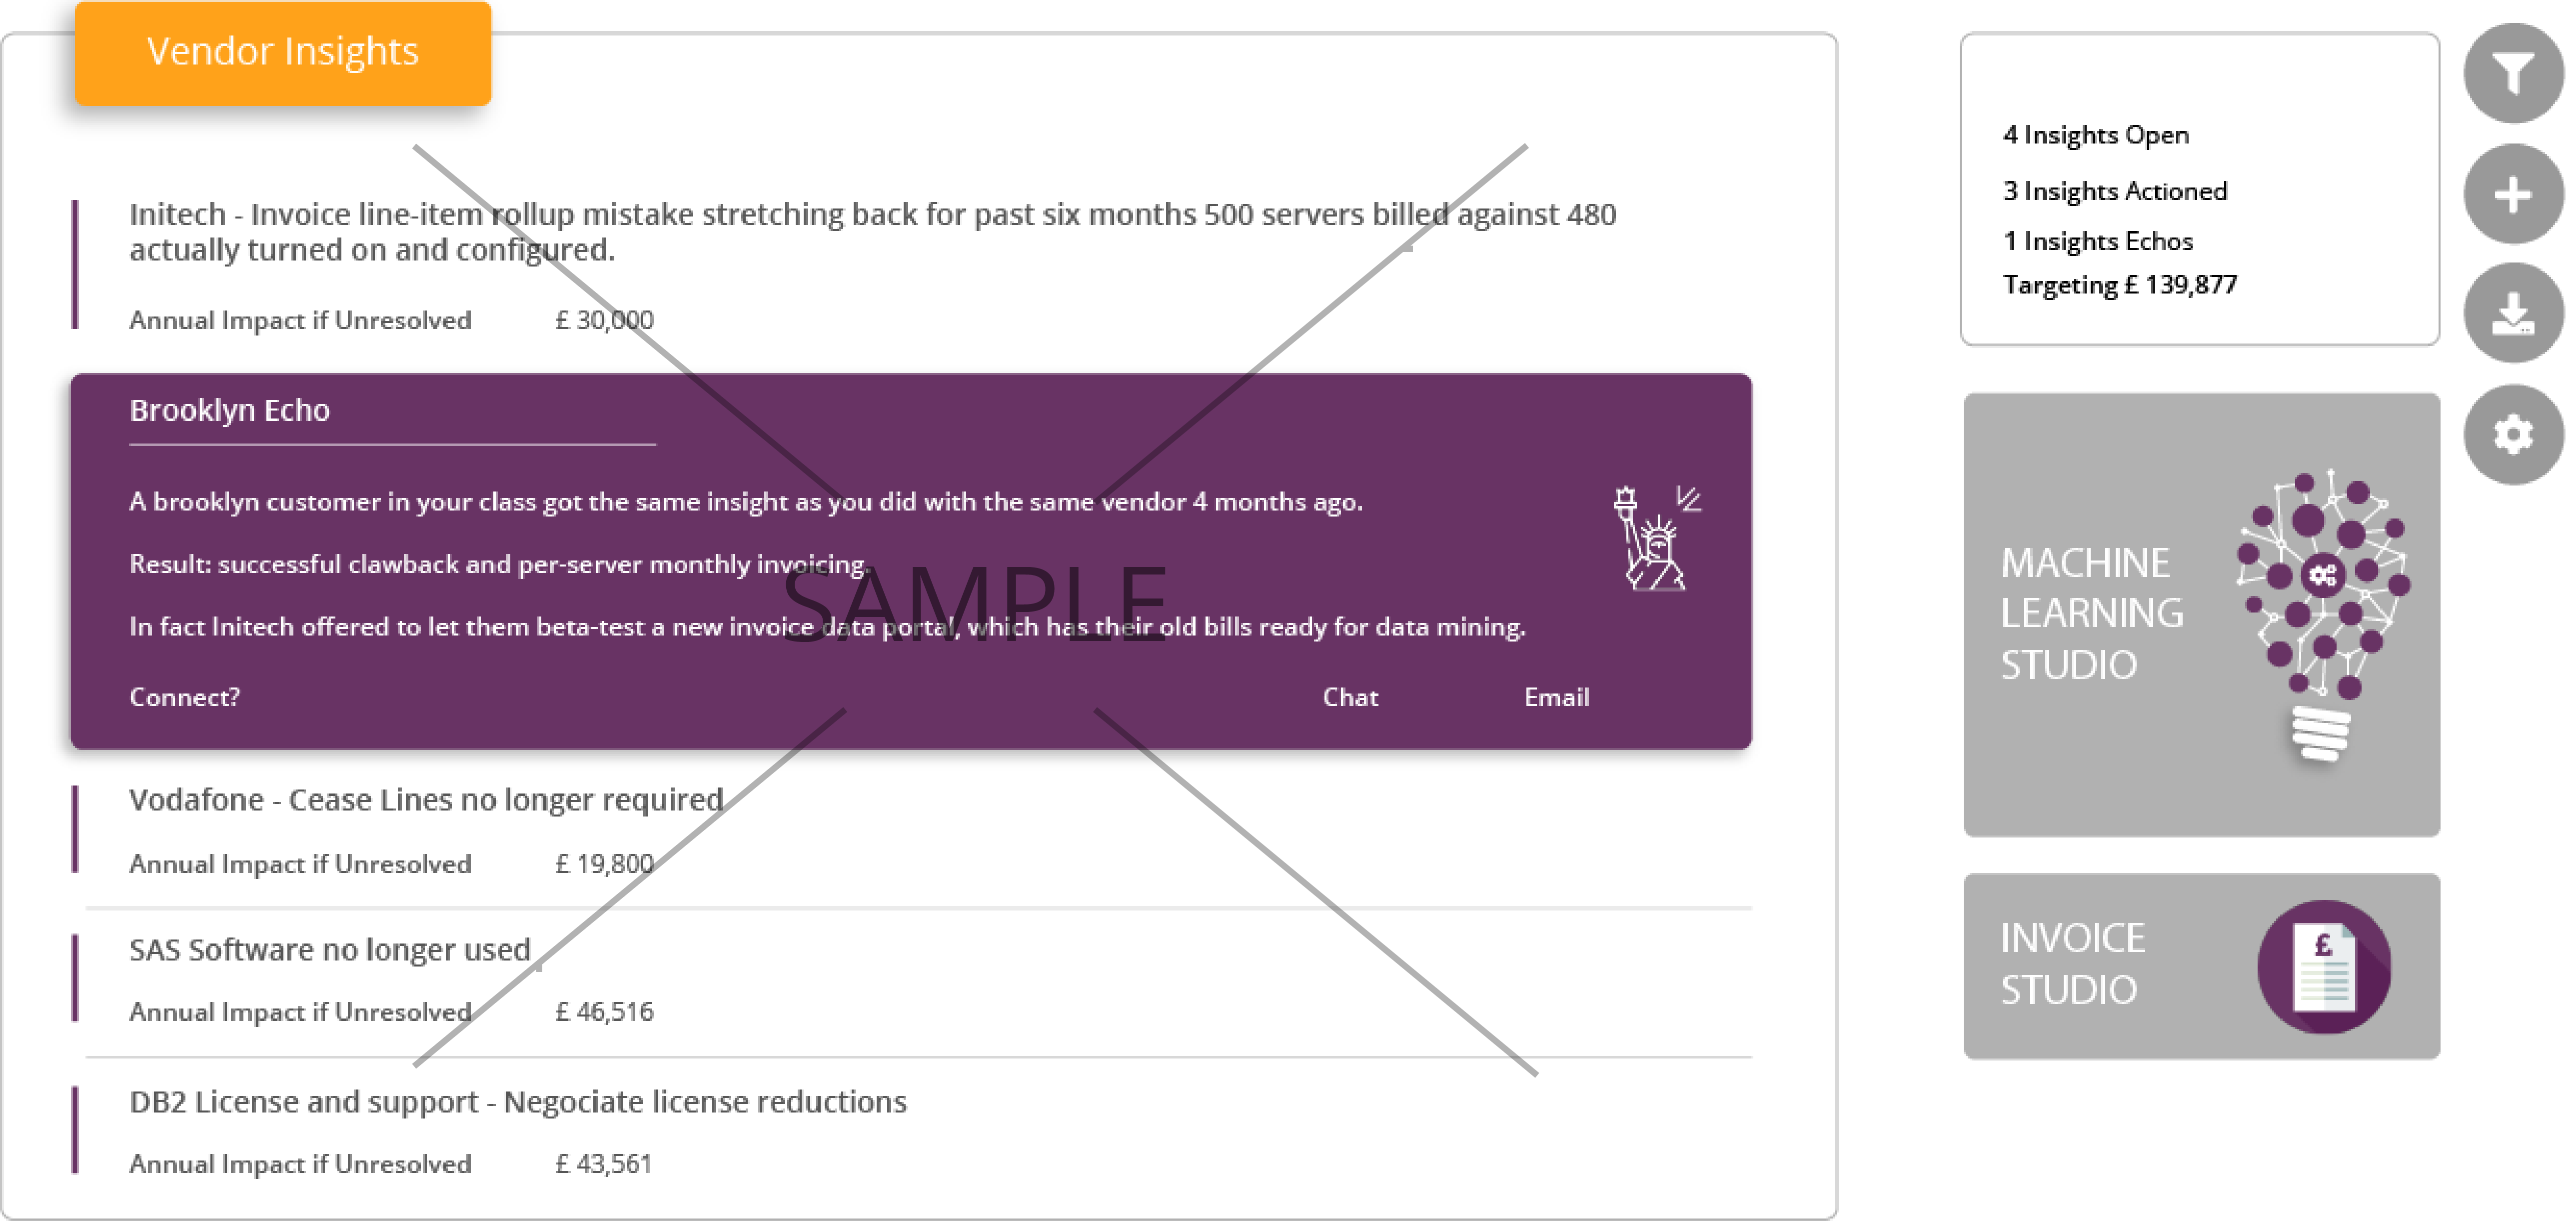 Vendor Insights
Initech - Invoice line-item rollup mistake stretching back for past six months 500 servers billed against 480
actually turned on and configured.
Annual Impact if Unresolved £ 30,000
Brooklyn Echo
A brooklyn customer in your class got the same insight as you did with the same vendor 4 months ago.
Result: successful clawback and per-server monthly invoicing.
In fact Initech offered to let them beta-test a new invoice data portal, which has their old bills ready for data mining.
Connect? Chat Email
SAMPLE
Vodafone - Cease Lines no longer required
Annual Impact if Unresolved £ 19,800
SAS Software no longer used
Annual Impact if Unresolved £ 46,516
DB2 License and support - Negociate license reductions
Annual Impact if Unresolved £ 43,561
4 Insights Open
3 Insights Actioned
1 Insights Echos
Targeting £ 139,877
MACHINE
LEARNING
STUDIO
INVOICE
STUDIO
£